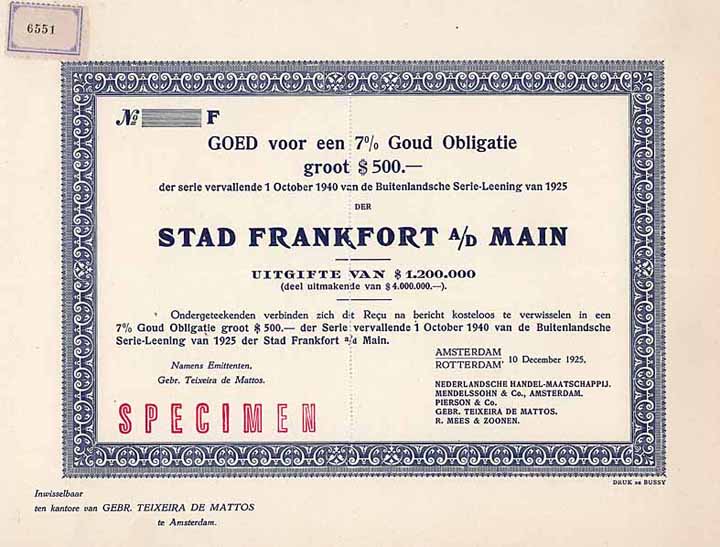 6551
No F
GOED voor een 7% Goud Obligatie
groot $ 500.—
der serie vervallende 1 October 1940 van de Buitenlandsche Serie-Leening van 1925
DER
STAD FRANKFORT A/D MAIN
UITGIFTE VAN $ 1.200.000
(deel uitmakende van $ 4.000.000.—).
Ondergeteekenden verbinden zich dit Reçu na bericht kosteloos te verwisselen in een
7% Goud Obligatie groot $ 500.— der Serie vervallende 1 October 1940 van de Buitenlandsche
Serie-Leening van 1925 der Stad Frankfort a/d Main.
Namens Emittenten,
Gebr. Teixeira de Mattos.
AMSTERDAM
ROTTERDAM, 10 December 1925.
NEDERLANDSCHE HANDEL-MAATSCHAPPIJ.
MENDELSSOHN & Co., AMSTERDAM.
PIERSON & Co.
GEBR. TEIXEIRA DE MATTOS.
R. MEES & ZOONEN.
SPECIMEN
DRUK DE BUSSY
Inwisselbaar
ten kantore van GEBR. TEIXEIRA DE MATTOS
te Amsterdam.